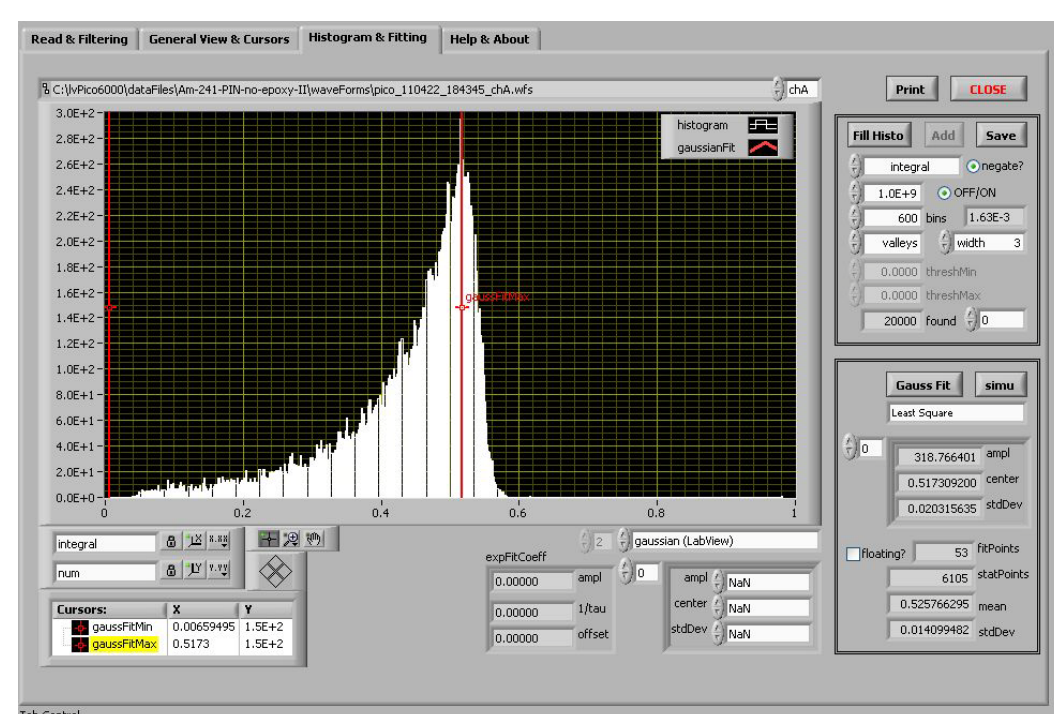 Read & Filtering General View & Cursors Histogram & Fitting Help & About
C:\lvPico6000\dataFiles\Am-241-PIN-no-epoxy-II\waveForms\pico_110422_184345_chA.wfs chA
Print CLOSE
3.0E+2
2.8E+2
2.6E+2
2.4E+2
2.2E+2
2.0E+2
1.8E+2
1.6E+2
1.4E+2
1.2E+2
1.0E+2
8.0E+1
6.0E+1
4.0E+1
2.0E+1
0.0E+0
0 0.2 0.4 0.6 0.8 1
histogram
gaussianFit
gaussFitMax
Fill Histo Add Save
integral negate?
1.0E+9 OFF/ON
600 bins 1.63E-3
valleys width 3
0.0000 threshMin
0.0000 threshMax
20000 found 0
Gauss Fit simu
Least Square
0
318.766401 ampl
0.517309200 center
0.020315635 stdDev
floating? 53 fitPoints
6105 statPoints
0.525766295 mean
0.014099482 stdDev
integral X X.XX
num Y Y.YY
Cursors: X Y
gaussFitMin 0.00659495 1.5E+2
gaussFitMax 0.5173 1.5E+2
2 gaussian (LabView)
expFitCoeff
0.00000 ampl
0.00000 1/tau
0.00000 offset
0
ampl NaN
center NaN
stdDev NaN
Tab Control